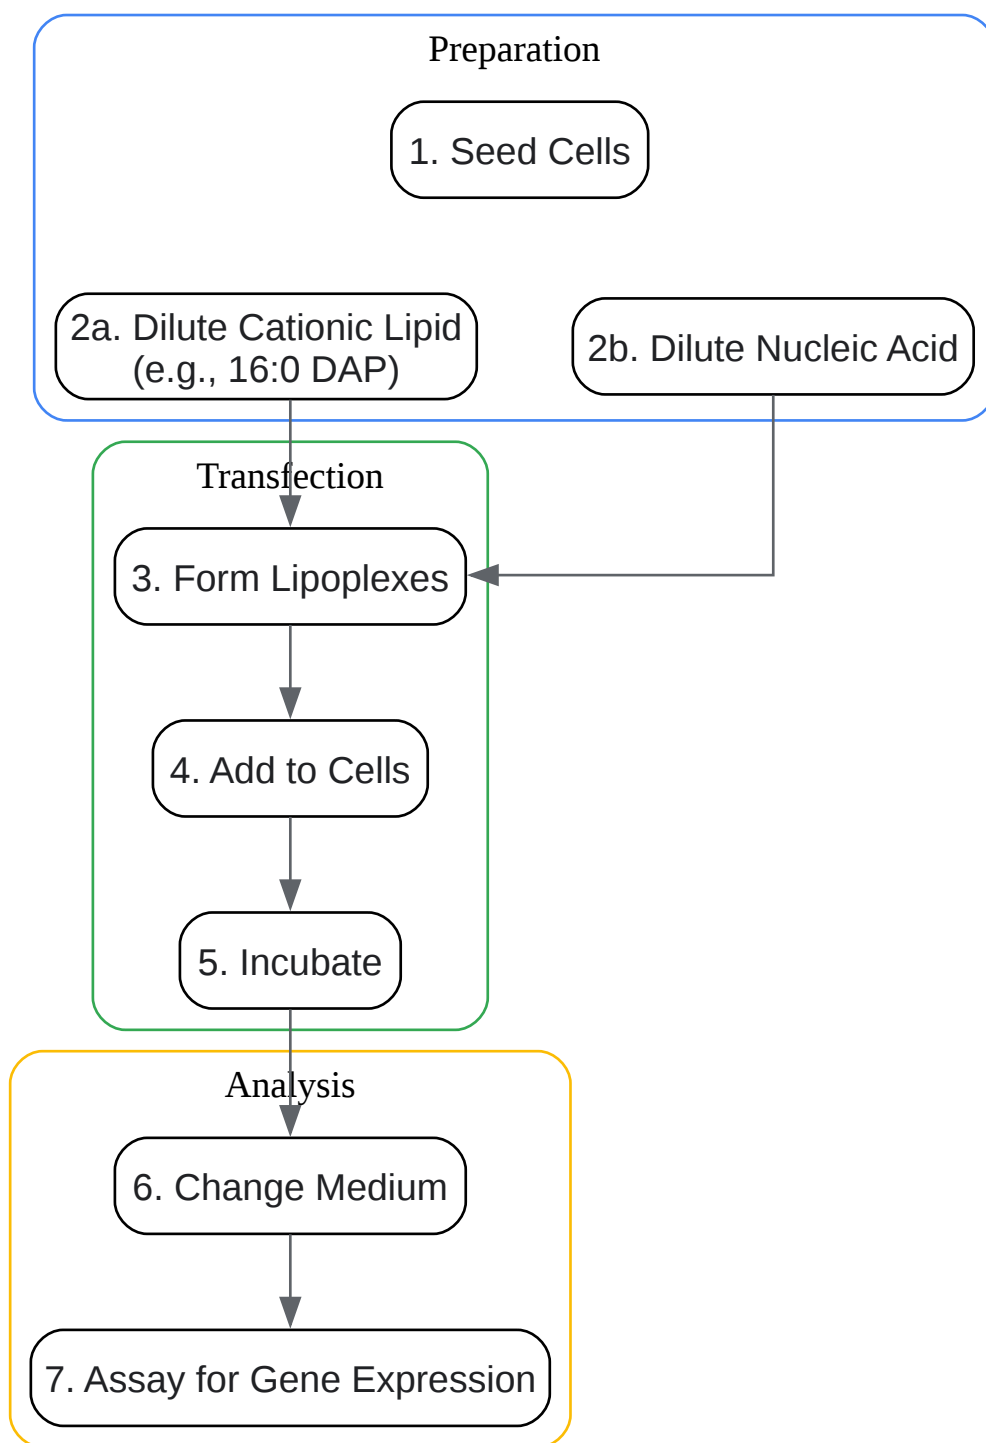 Preparation
1. Seed Cells
2a. Dilute Cationic Lipid
(e.g., 16:0 DAP)
2b. Dilute Nucleic Acid
Transfection
3. Form Lipoplexes
4. Add to Cells
5. Incubate
Analysis
6. Change Medium
7. Assay for Gene Expression